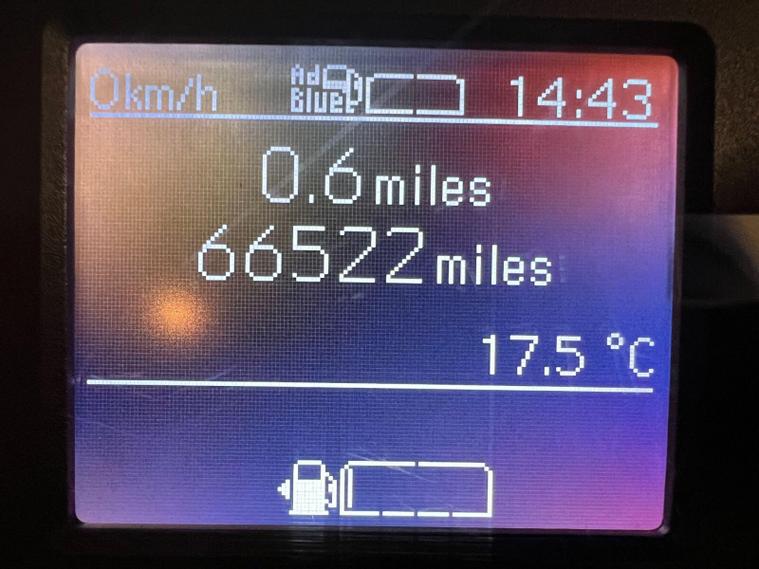 0km/h Ad Blue 14:43
0.6 miles
66522 miles
17.5 °C